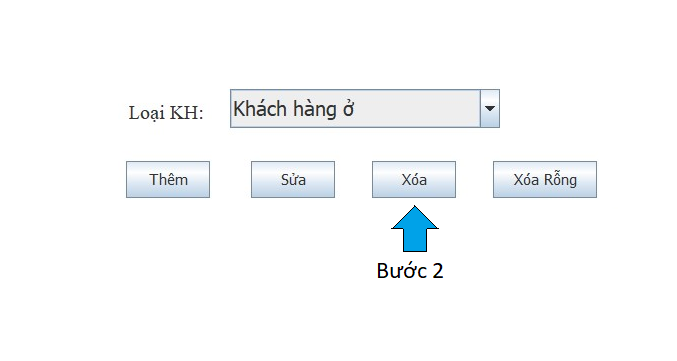 Loại KH: Khách hàng ở
Thêm Sửa Xóa Xóa Rỗng
Bước 2